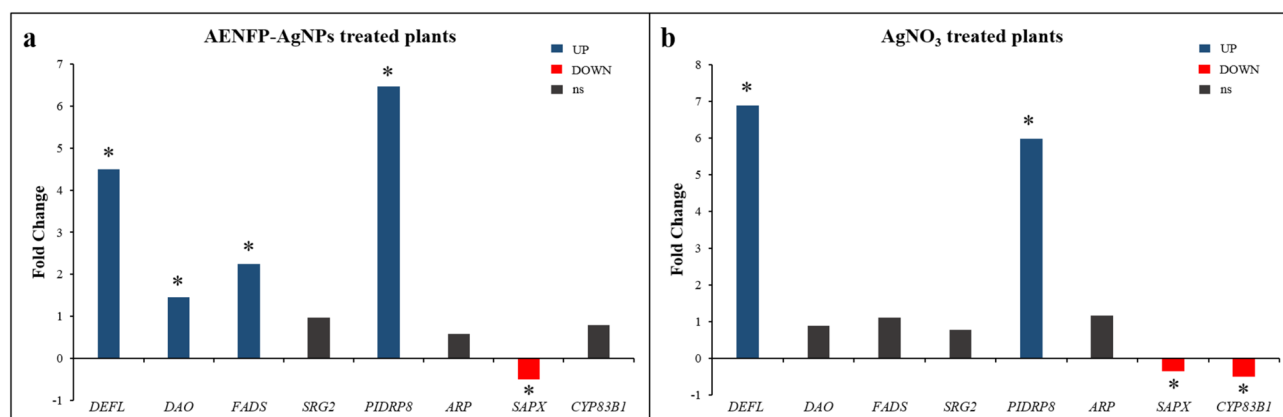 a
AENFP-AgNPs treated plants
UP
DOWN
ns
Fold Change
7
6
5
4
3
2
1
0
-1
*
*
*
*
*
DEFL DAO FADS SRG2 PIDRP8 ARP SAPX CYP83B1
b
AgNO₃ treated plants
UP
DOWN
ns
Fold Change
8
7
6
5
4
3
2
1
0
-1
*
*
*
*
DEFL DAO FADS SRG2 PIDRP8 ARP SAPX CYP83B1